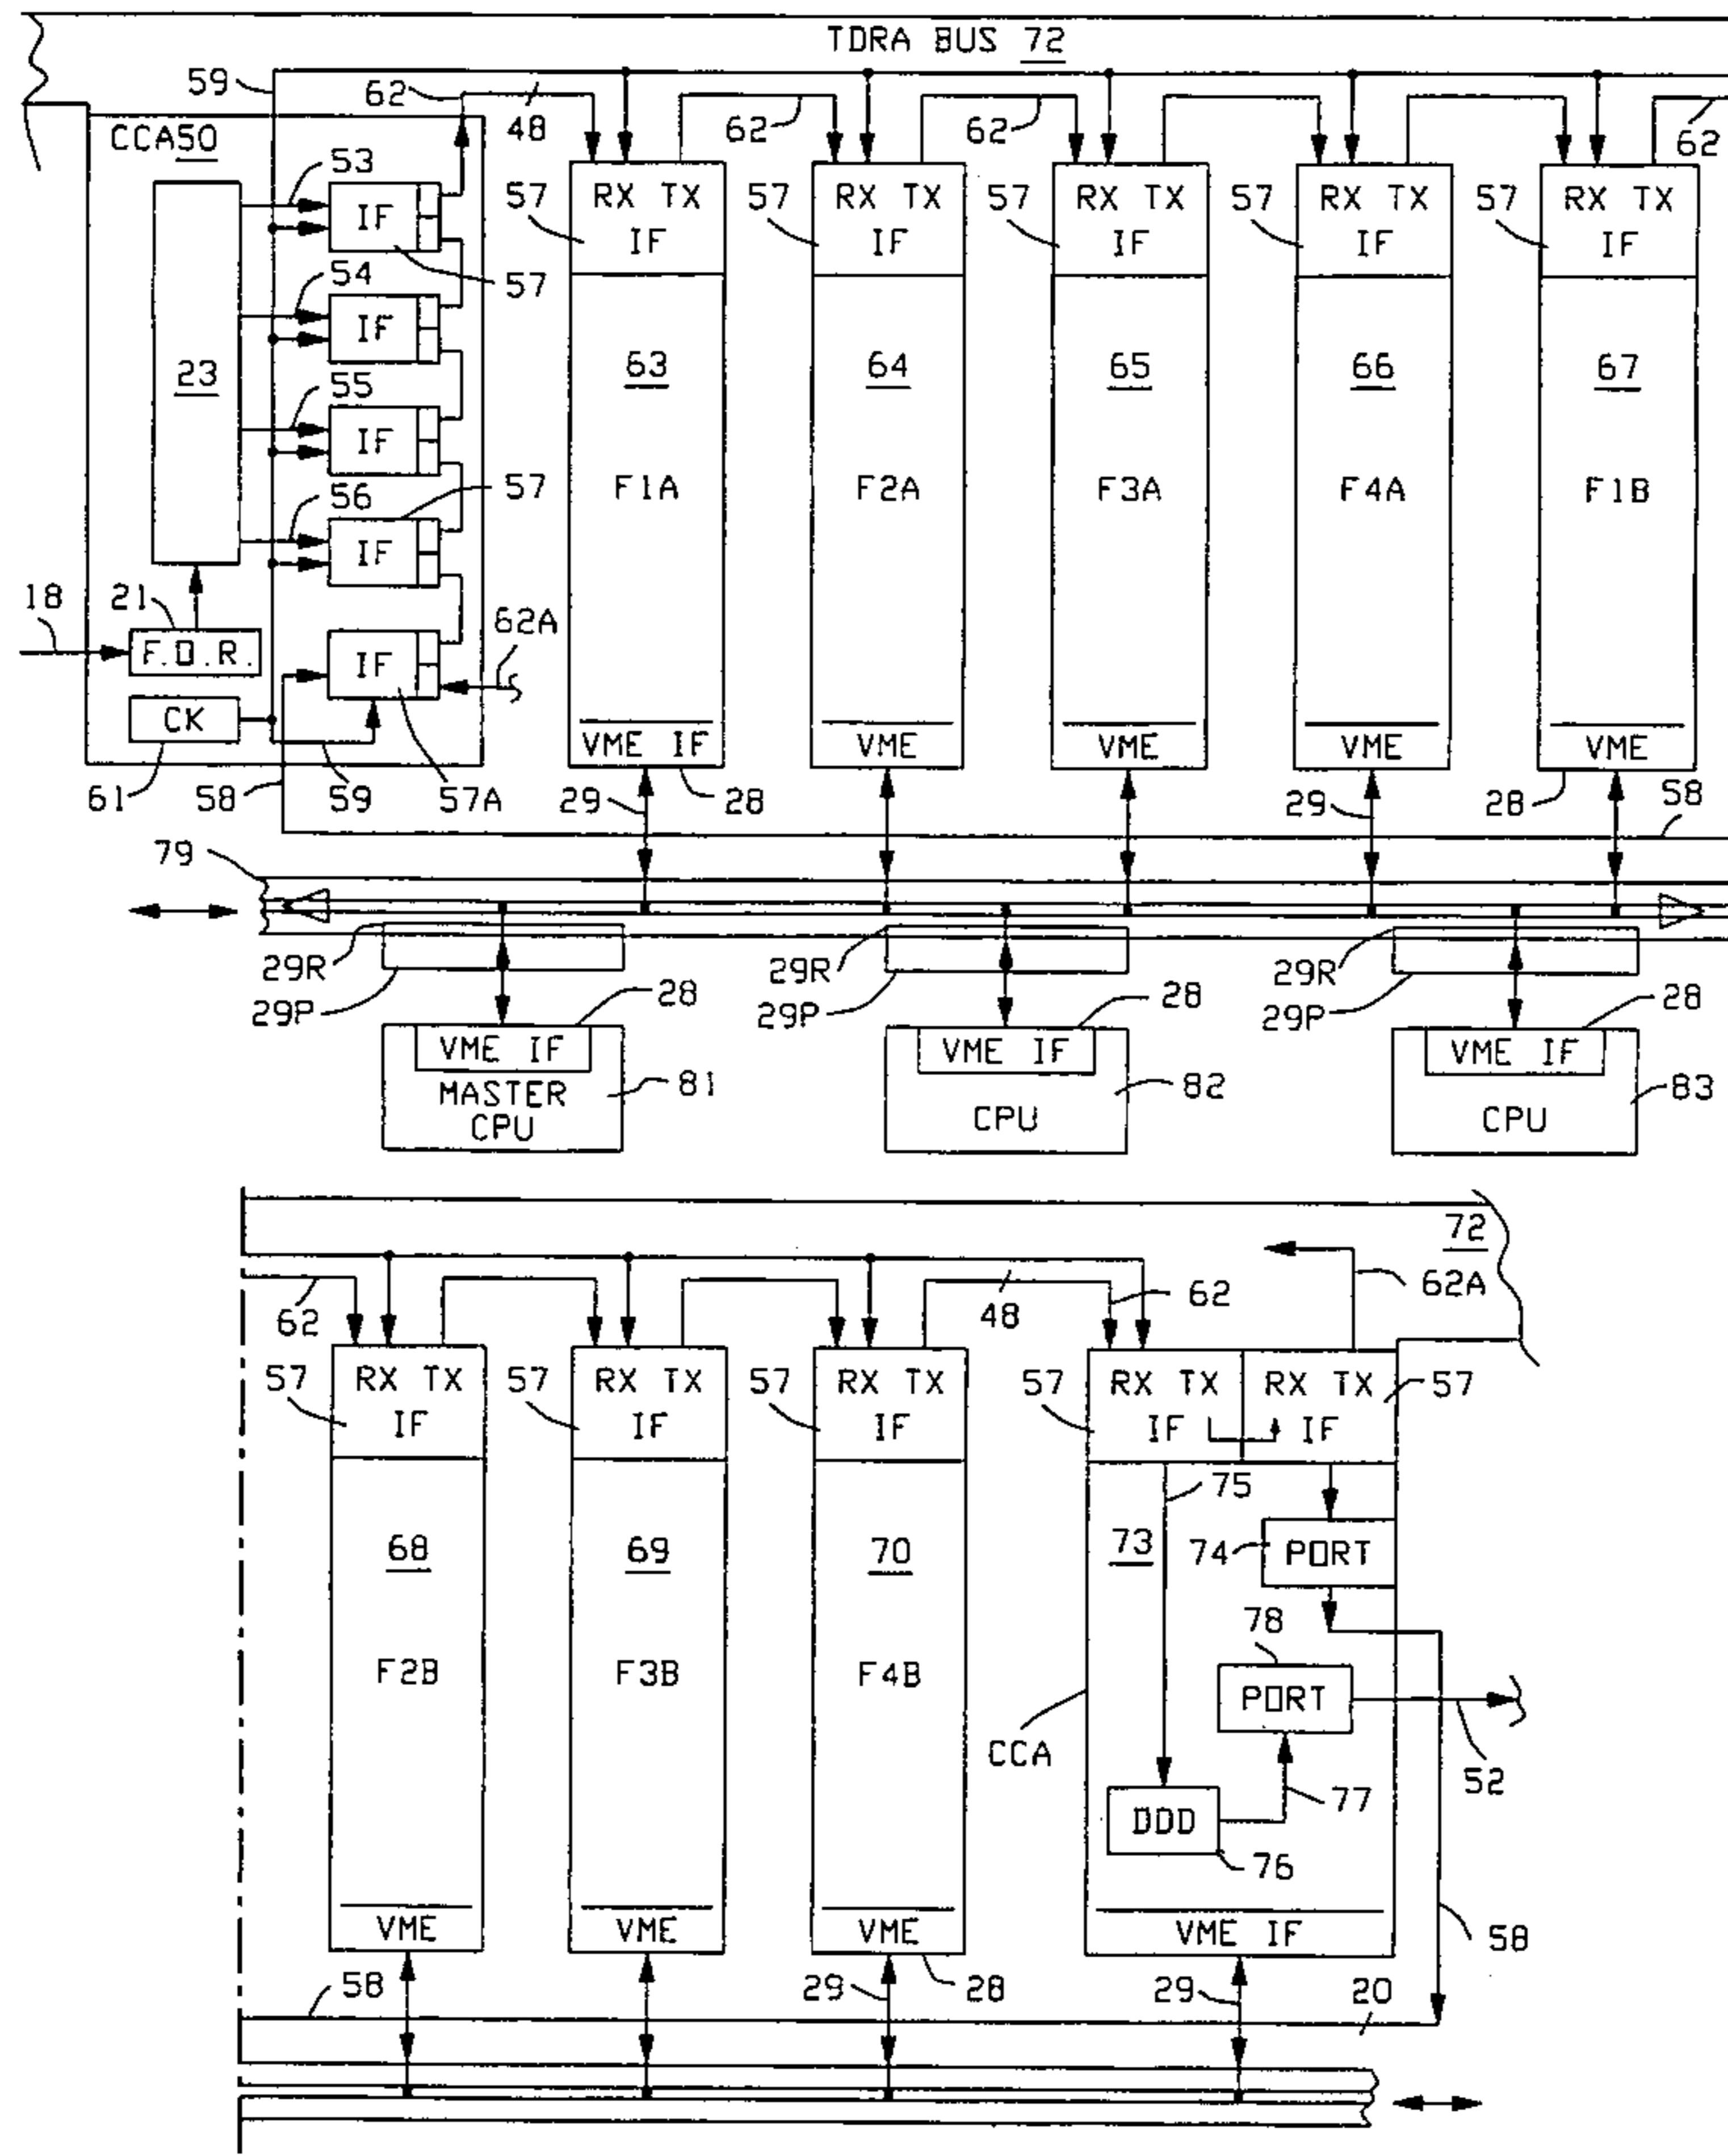 TDRA BUS 72
59 62 48 62 62 62
CCA50
53
RX TX RX TX RX TX RX TX RX TX
IF 57 57 57 57 57
IF IF IF IF IF
54 57
IF
63 64 65 66 67
23
55
IF
F1A F2A F3A F4A F1B
56 57
IF
18 21 62A
F.O.R. IF
CK VME IF VME VME VME VME
61 58 59 57A 29 28 29 28 58
79
29R 29R 29R
29P 28 29P 28 29P 28
VME IF VME IF VME IF
MASTER 81 82 83
CPU CPU CPU
72
62 48 62 62A
57 RX TX 57 RX TX 57 RX TX 57 RX TX RX TX 57
IF IF IF IF IF
75
68 69 70 73 74 PORT
78
F2B F3B F4B PORT
CCA
52
77
DDD
76
VME VME VME VME IF
58
58 29 28 29 20